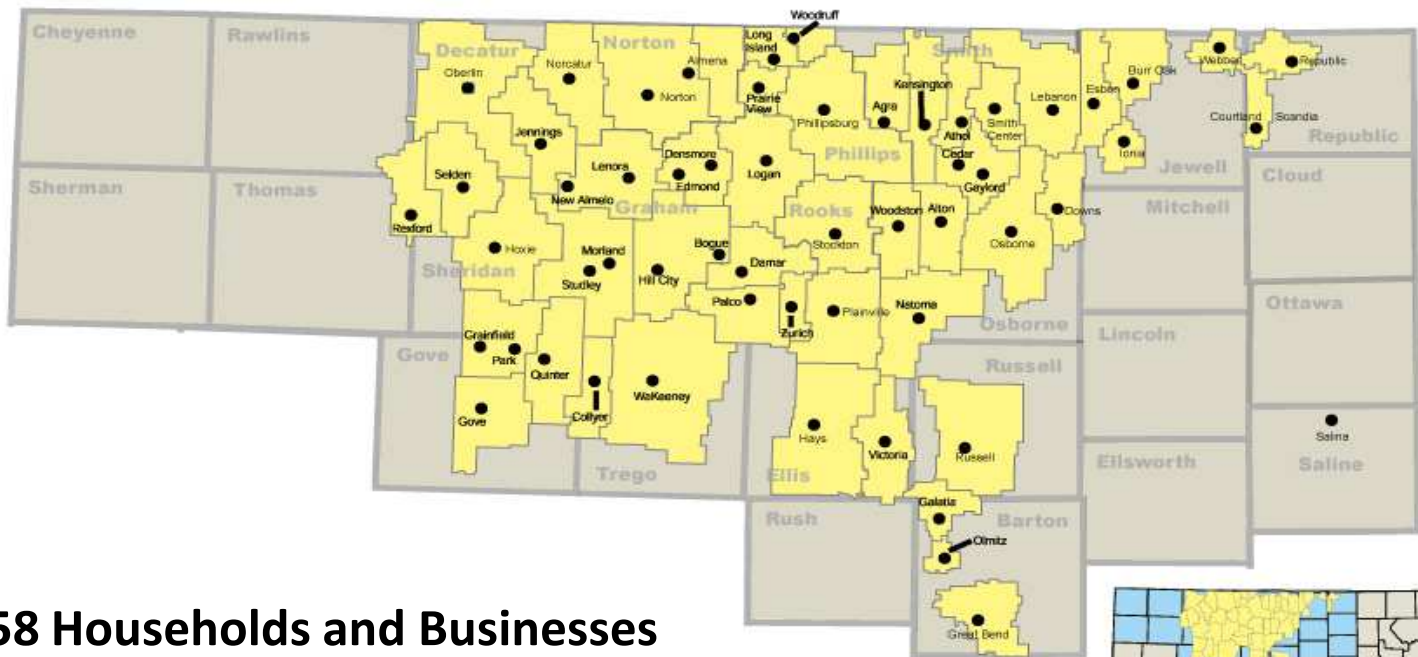 Woodruff
Cheyenne
Rawlins
Decatur
Norton
Long
Island
Smith
Oberlin
Norcatur
Almena
Norton
Prairie
View
Phillipsburg
Agra
Kensington
Athol
Smith
Center
Lebanon
Esbon
Burr Oak
Webber
Republic
Courtland
Scandia
Republic
Ionia
Jewell
Cloud
Sherman
Thomas
Jennings
Selden
Lenora
New Almelo
Densmore
Edmond
Logan
Phillips
Cedar
Gaylord
Rexford
Graham
Rooks
Stockton
Woodston
Alton
Osborne
Downs
Mitchell
Hoxie
Sheridan
Morland
Studley
Hill City
Bogue
Damar
Palco
Zurich
Plainville
Natoma
Osborne
Ottawa
Lincoln
Grainfield
Park
Gove
Quinter
Gove
Collyer
WaKeeney
Trego
Hays
Ellis
Victoria
Russell
Russell
Ellsworth
Salina
Saline
Rush
Galatia
Barton
Olmitz
Great Bend
58 Households and Businesses